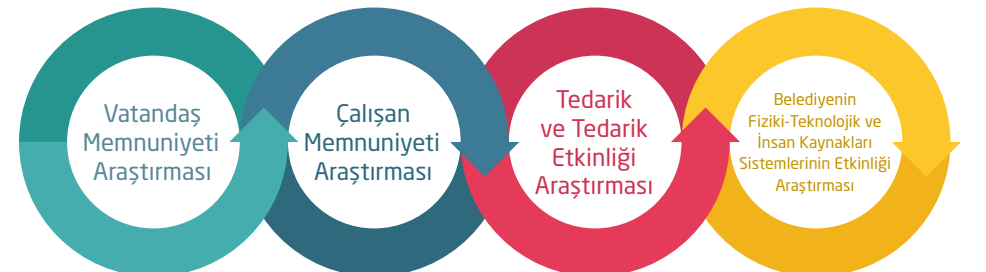 Vatandaş
Memnuniyeti
Araştırması
Çalışan
Memnuniyeti
Araştırması
Tedarik
ve Tedarik
Etkinliği
Araştırması
Belediyenin
Fiziki-Teknolojik ve
İnsan Kaynakları
Sistemlerinin Etkinliği
Araştırması